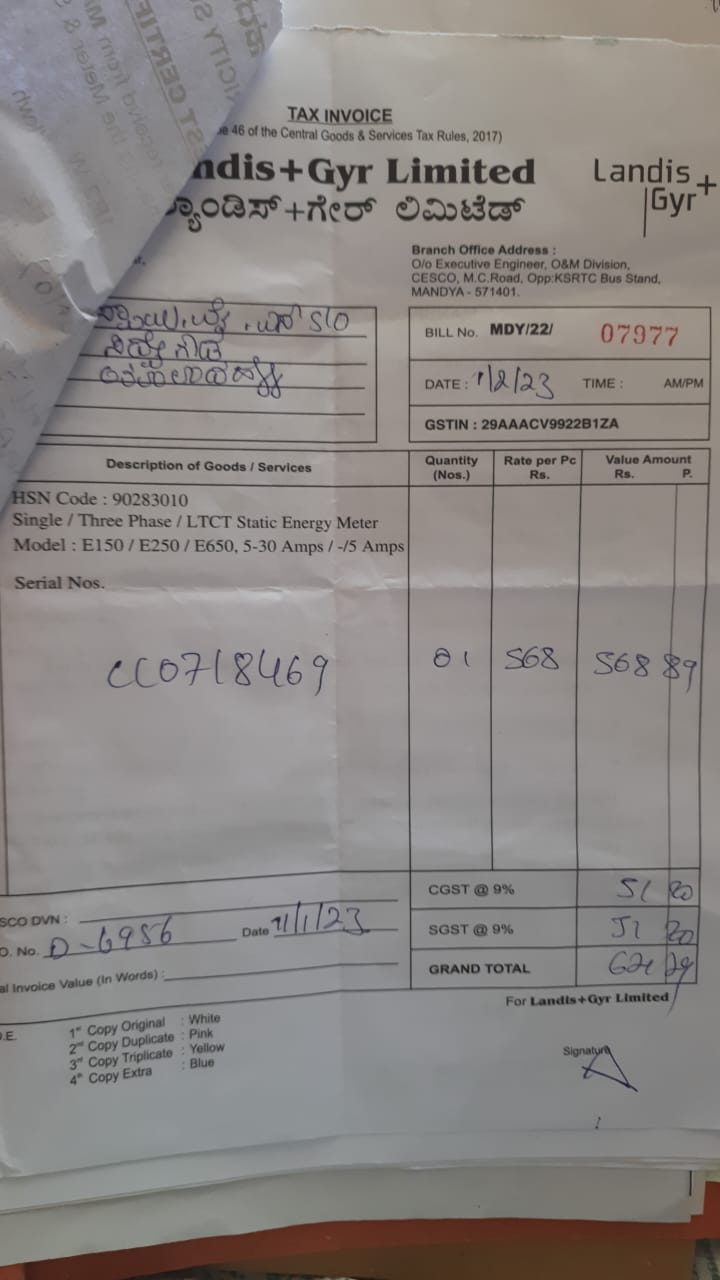 TAX INVOICE
46 of the Central Goods & Services Tax Rules, 2017)
ndis+Gyr Limited
Landis
Gyr+
ಲ್ಯಾಂಡಿಸ್+ಗೇರ್ ಲಿಮಿಟೆಡ್
Branch Office Address :
O/o Executive Engineer, O&M Division,
CESCO, M.C.Road, Opp:KSRTC Bus Stand,
MANDYA - 571401.
S/O
BILL No. MDY/22/ 07977
DATE : 1/2/23 TIME : AM/PM
GSTIN : 29AAACV9922B1ZA
Description of Goods / Services Quantity (Nos.) Rate per Pc Rs. Value Amount Rs. P.
HSN Code : 90283010
Single / Three Phase / LTCT Static Energy Meter
Model : E150 / E250 / E650, 5-30 Amps / -/5 Amps
Serial Nos.
CC0718469 01 568 568 89
CGST @ 9% 51 20
SCO DVN :
SGST @ 9% 51 20
O. No. D-6956 Date 1/1/23
GRAND TOTAL
al Invoice Value (In Words) :
For Landis+Gyr Limited
O.E.
1st Copy Original : White
2nd Copy Duplicate : Pink
3rd Copy Triplicate : Yellow
4th Copy Extra : Blue
Signature